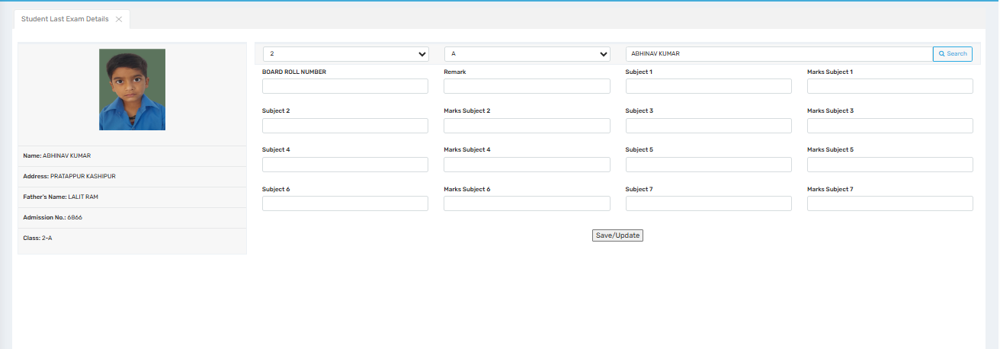 Student Last Exam Details
2 A ABHINAV KUMAR Search
BOARD ROLL NUMBER Remark Subject 1 Marks Subject 1
Subject 2 Marks Subject 2 Subject 3 Marks Subject 3
Subject 4 Marks Subject 4 Subject 5 Marks Subject 5
Subject 6 Marks Subject 6 Subject 7 Marks Subject 7
Save/Update
Name: ABHINAV KUMAR
Address: PRATAPPUR KASHIPUR
Father's Name: LALIT RAM
Admission No.: 6866
Class: 2-A